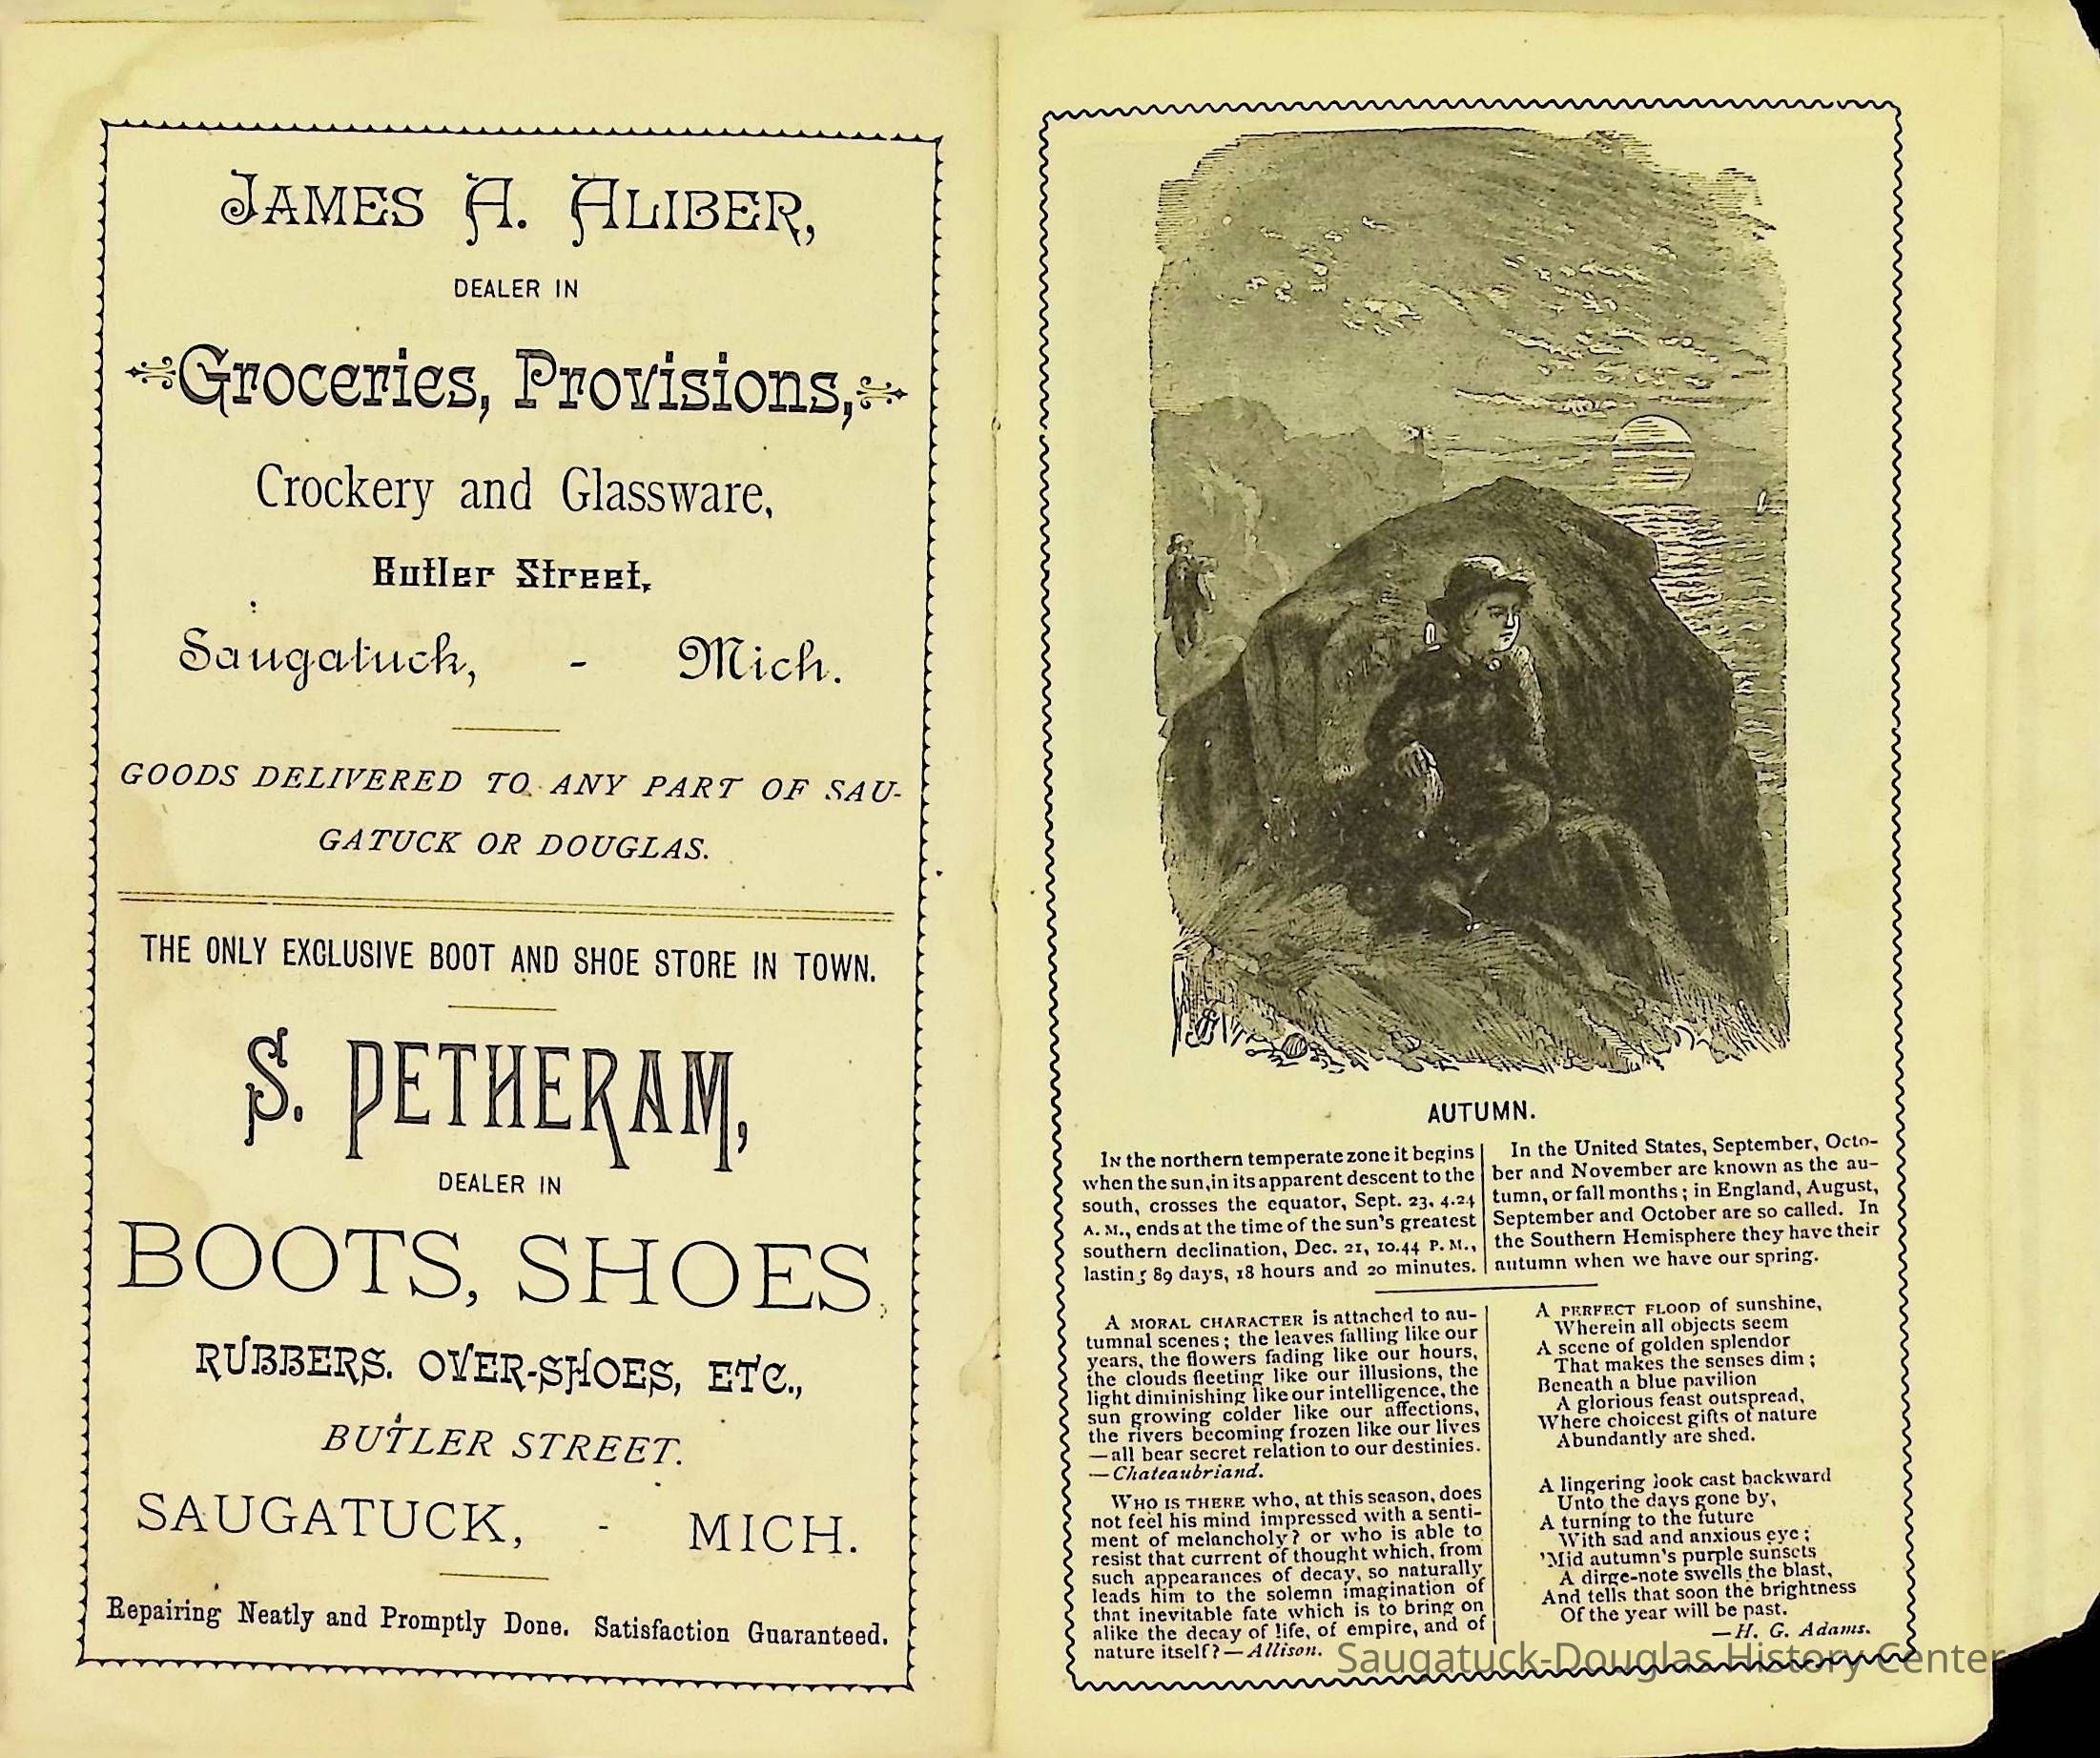 JAMES A. ALIBER,
DEALER IN
Groceries, Provisions,
Crockery and Glassware,
Butler Street,
Saugatuck, - Mich.
GOODS DELIVERED TO ANY PART OF SAU-
GATUCK OR DOUGLAS.
THE ONLY EXCLUSIVE BOOT AND SHOE STORE IN TOWN.
S. PETHERAM,
DEALER IN
BOOTS, SHOES,
RUBBERS. OVER-SHOES, ETC.,
BUTLER STREET.
SAUGATUCK, - MICH.
Repairing Neatly and Promptly Done. Satisfaction Guaranteed.
AUTUMN.
IN the northern temperate zone it begins
when the sun, in its apparent descent to the
south, crosses the equator, Sept. 23, 4.24
A. M., ends at the time of the sun's greatest
southern declination, Dec. 21, 10.44 P. M.,
lasting 89 days, 18 hours and 20 minutes.
In the United States, September, Octo-
ber and November are known as the au-
tumn, or fall months; in England, August,
September and October are so called. In
the Southern Hemisphere they have their
autumn when we have our spring.
A MORAL CHARACTER is attached to au-
tumnal scenes; the leaves falling like our
years, the flowers fading like our hours,
the clouds fleeting like our illusions, the
light diminishing like our intelligence, the
sun growing colder like our affections,
the rivers becoming frozen like our lives
—all bear secret relation to our destinies.
—Chateaubriand.
WHO IS THERE who, at this season, does
not feel his mind impressed with a senti-
ment of melancholy? or who is able to
resist that current of thought which, from
such appearances of decay, so naturally
leads him to the solemn imagination of
that inevitable fate which is to bring on
alike the decay of life, of empire, and of
nature itself?—Allison.
A PERFECT FLOOD of sunshine,
Wherein all objects seem
A scene of golden splendor
That makes the senses dim;
Beneath a blue pavilion
A glorious feast outspread,
Where choicest gifts of nature
Abundantly are shed.
A lingering look cast backward
Unto the days gone by,
A turning to the future
With sad and anxious eye;
'Mid autumn's purple sunsets
A dirge-note swells the blast,
And tells that soon the brightness
Of the year will be past.
—H. G. Adams.
Saugatuck-Douglas History Center